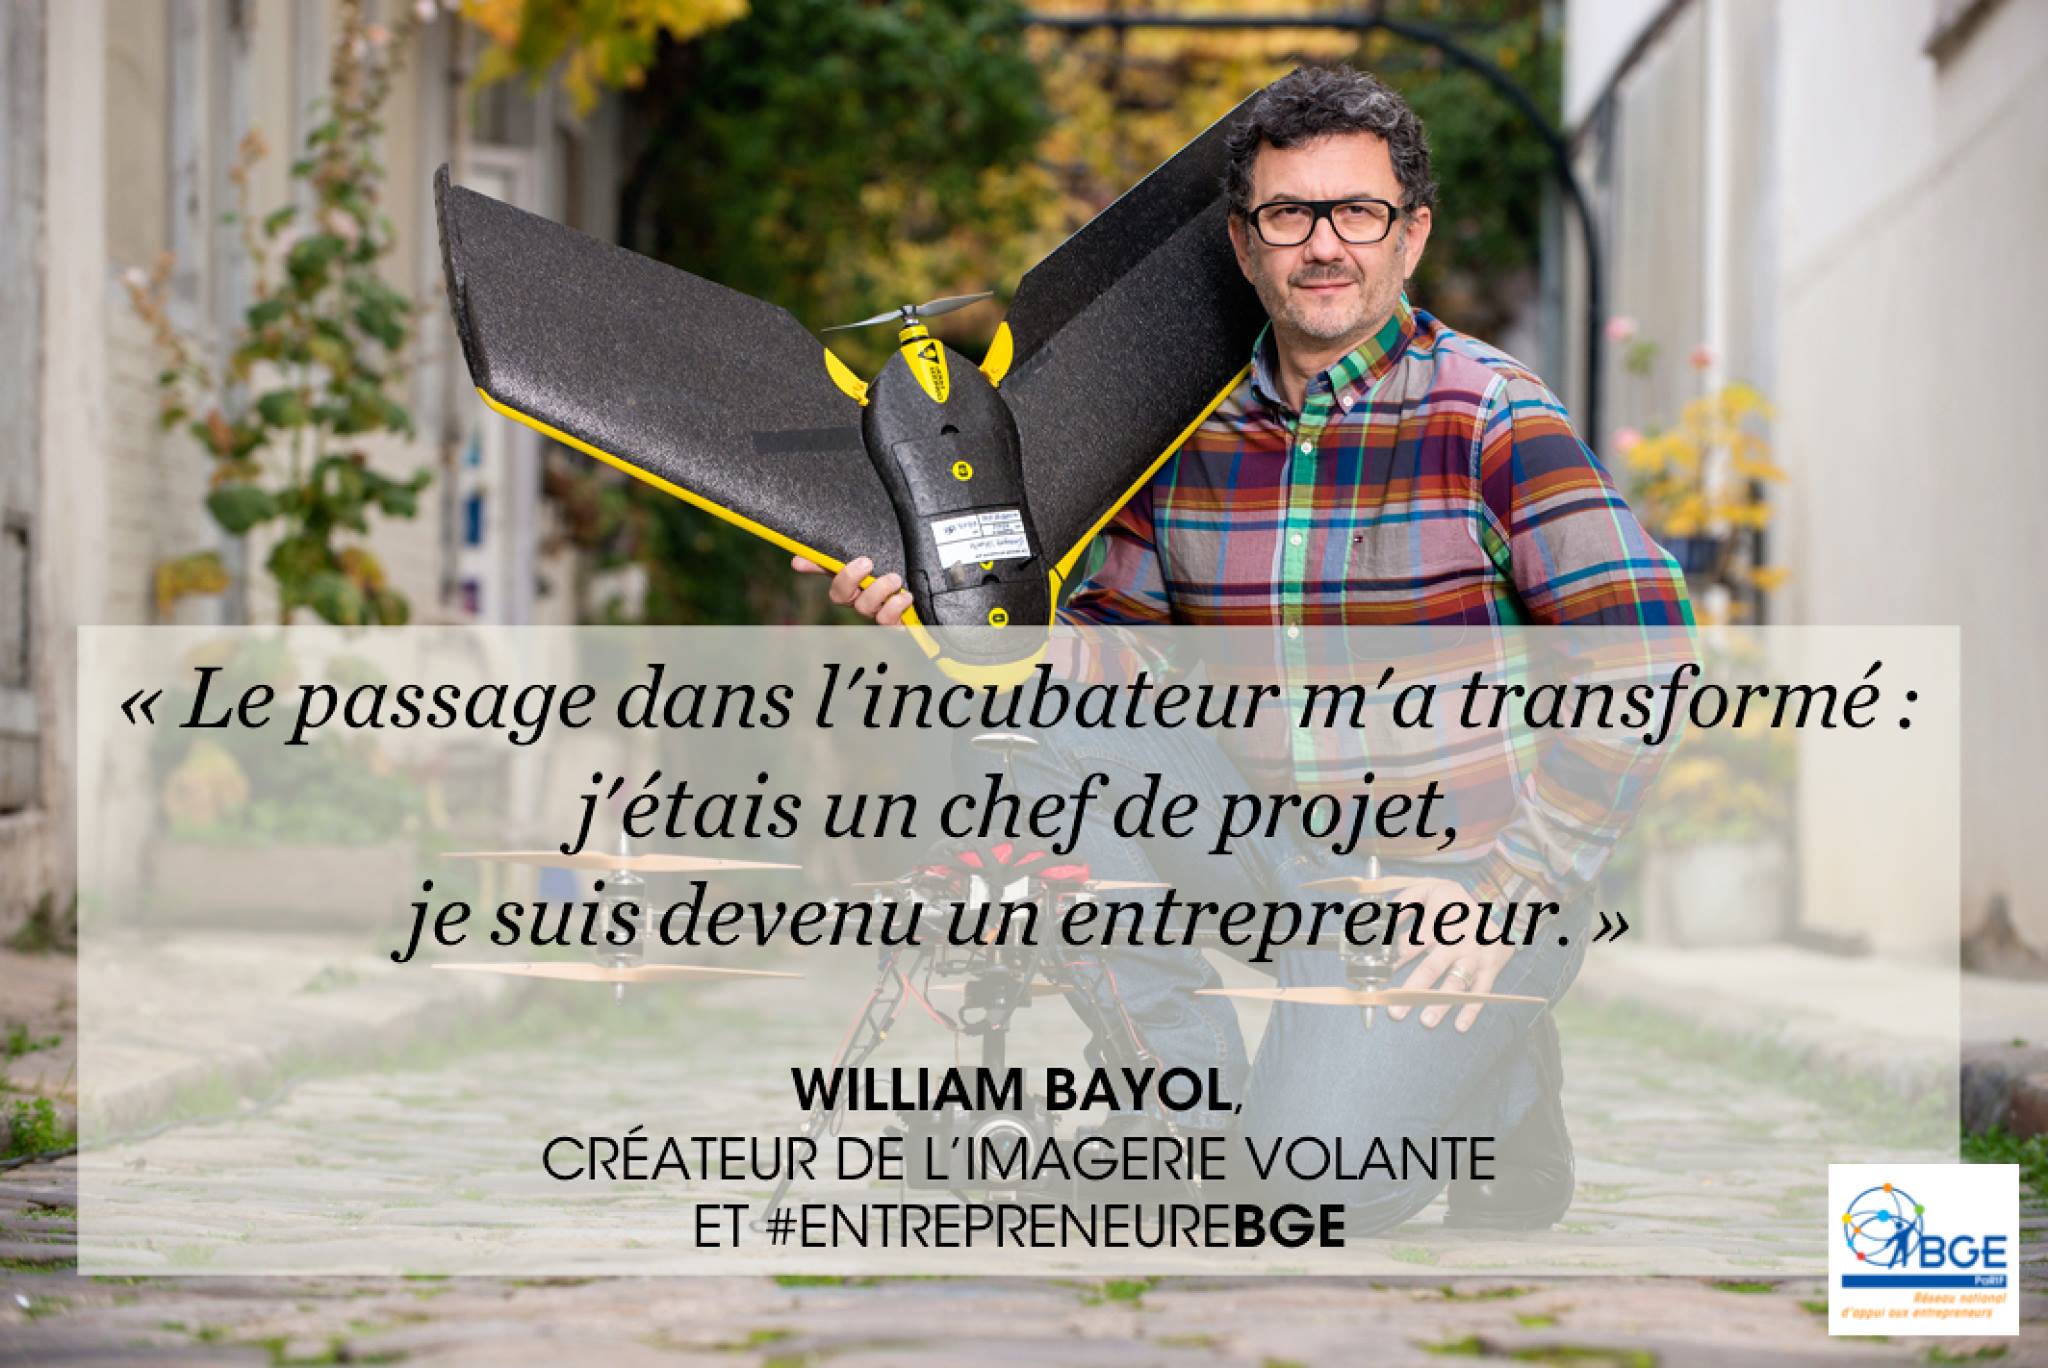 « Le passage dans l'incubateur m'a transformé :
j'étais un chef de projet,
je suis devenu un entrepreneur. »
WILLIAM BAYOL,
CRÉATEUR DE L'IMAGERIE VOLANTE
ET #ENTREPRENEUREBGE
BGE
PaRIF
Réseau national
d'appui aux entrepreneurs